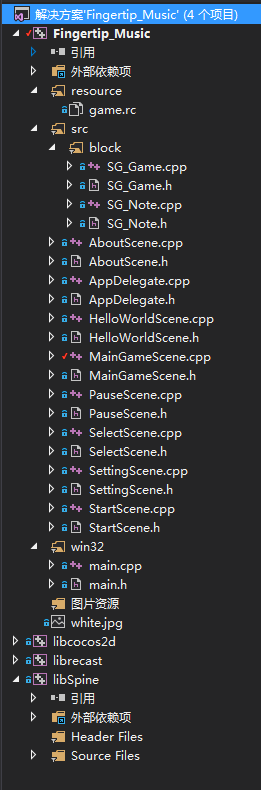 解决方案'Fingertip_Music' (4 个项目)
Fingertip_Music
引用
外部依赖项
resource
game.rc
src
block
SG_Game.cpp
SG_Game.h
SG_Note.cpp
SG_Note.h
AboutScene.cpp
AboutScene.h
AppDelegate.cpp
AppDelegate.h
HelloWorldScene.cpp
HelloWorldScene.h
MainGameScene.cpp
MainGameScene.h
PauseScene.cpp
PauseScene.h
SelectScene.cpp
SelectScene.h
SettingScene.cpp
SettingScene.h
StartScene.cpp
StartScene.h
win32
main.cpp
main.h
图片资源
white.jpg
libcocos2d
librecast
libSpine
引用
外部依赖项
Header Files
Source Files